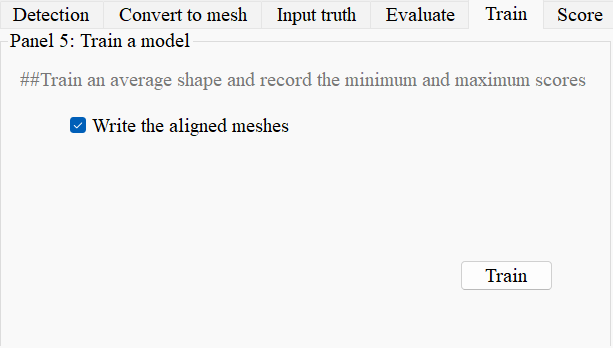 Detection Convert to mesh Input truth Evaluate Train Score
Panel 5: Train a model
##Train an average shape and record the minimum and maximum scores
Write the aligned meshes
Train